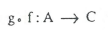 g∘f : A → C